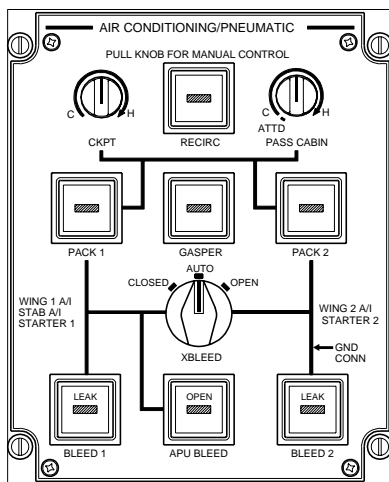 AIR CONDITIONING/PNEUMATIC
PULL KNOB FOR MANUAL CONTROL
C H
C H
ATTD
CKPT RECIRC PASS CABIN
PACK 1 GASPER PACK 2
AUTO
CLOSED OPEN
WING 1 A/I
STAB A/I
STARTER 1
WING 2 A/I
STARTER 2
XBLEED
GND
CONN
LEAK OPEN LEAK
BLEED 1 APU BLEED BLEED 2